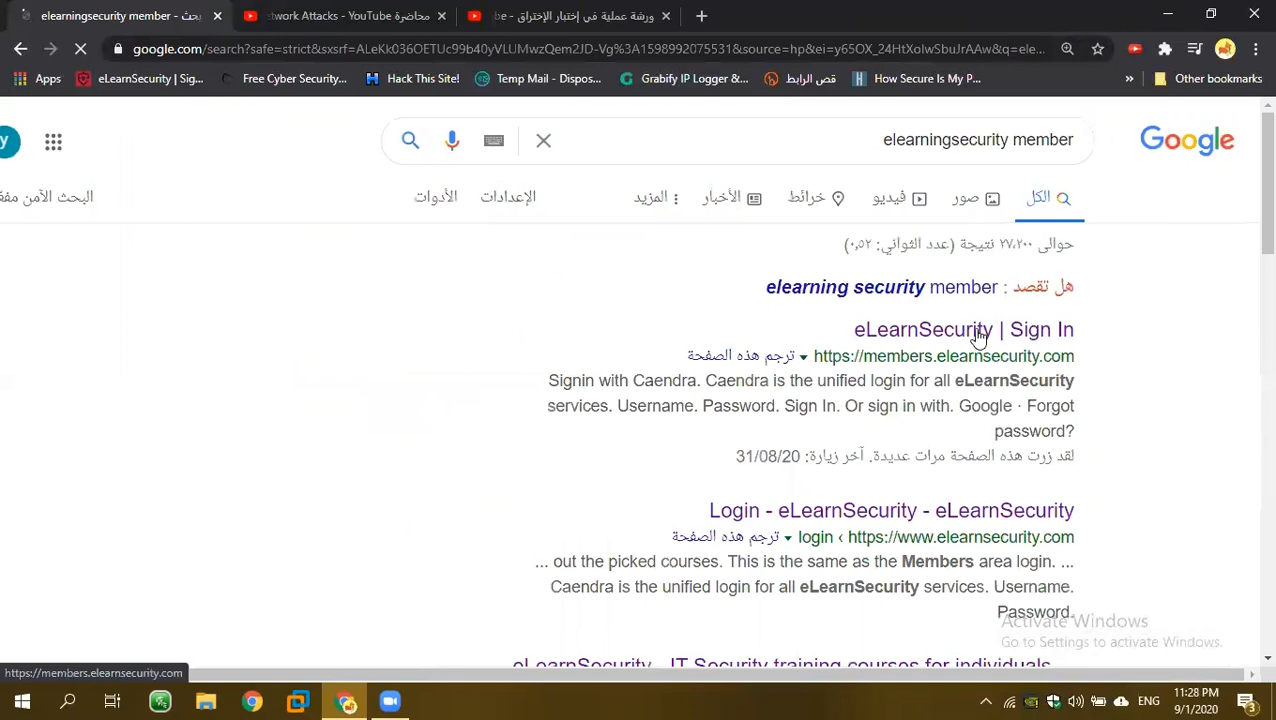 elearningsecurity member - بحث
twork Attacks - YouTube محاضرة
ورشة عملية في إختبار الإختراق - be
google.com/search?safe=strict&sxsrf=ALeKk036OETUc99b40yVLUMwzQem2JD-Vg%3A1598992075531&source=hp&ei=y65OX_24HtXolwSbuJrAAw&q=ele...
Apps eLearnSecurity | Sig... Free Cyber Security... Hack This Site! Temp Mail - Dispos... Grabify IP Logger &... قص الرابط How Secure Is My P... » Other bookmarks
y elearningsecurity member Google
الكل صور فيديو خرائط الأخبار المزيد الإعدادات الأدوات البحث الآمن مفع
حوالى ٢٧,٢٠٠ نتيجة (عدد الثواني: ٠,٥٢)
هل تقصد : elearning security member
eLearnSecurity | Sign In
https://members.elearnsecurity.com ترجم هذه الصفحة
Signin with Caendra. Caendra is the unified login for all eLearnSecurity
services. Username. Password. Sign In. Or sign in with. Google · Forgot
password?
لقد زرت هذه الصفحة مرات عديدة. آخر زيارة: 31/08/20
Login - eLearnSecurity - eLearnSecurity
login ‹ https://www.elearnsecurity.com ترجم هذه الصفحة
... out the picked courses. This is the same as the Members area login. ...
Caendra is the unified login for all eLearnSecurity services. Username.
Password.
Activate Windows
Go to Settings to activate Windows.
eLearnSecurity - IT Security training courses for individuals
https://members.elearnsecurity.com
ENG
11:28 PM
9/1/2020
3